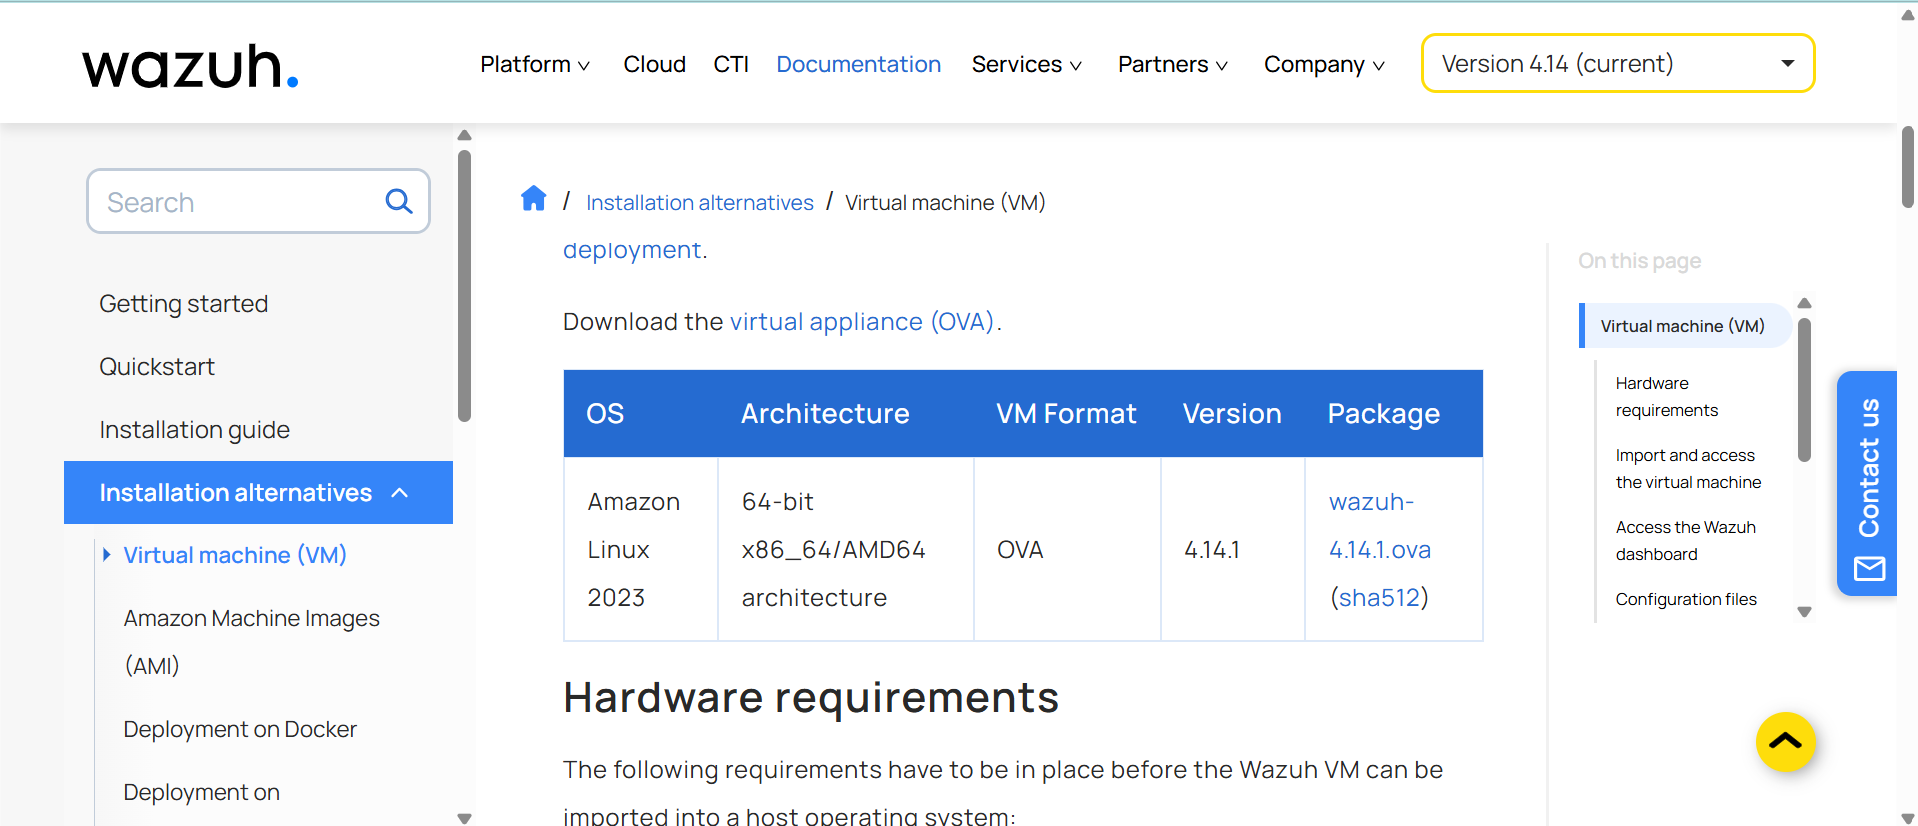 wazuh.
Platform
Cloud
CTI
Documentation
Services
Partners
Company
Version 4.14 (current)
Search
Getting started
Quickstart
Installation guide
Installation alternatives
Virtual machine (VM)
Amazon Machine Images
(AMI)
Deployment on Docker
Deployment on
/ Installation alternatives / Virtual machine (VM)
deployment.
Download the virtual appliance (OVA).
OS Architecture VM Format Version Package
Amazon
Linux
2023
64-bit
x86_64/AMD64
architecture
OVA
4.14.1
wazuh-
4.14.1.ova
(sha512)
Hardware requirements
The following requirements have to be in place before the Wazuh VM can be
imported into a host operating system:
On this page
Virtual machine (VM)
Hardware
requirements
Import and access
the virtual machine
Access the Wazuh
dashboard
Configuration files
Contact us